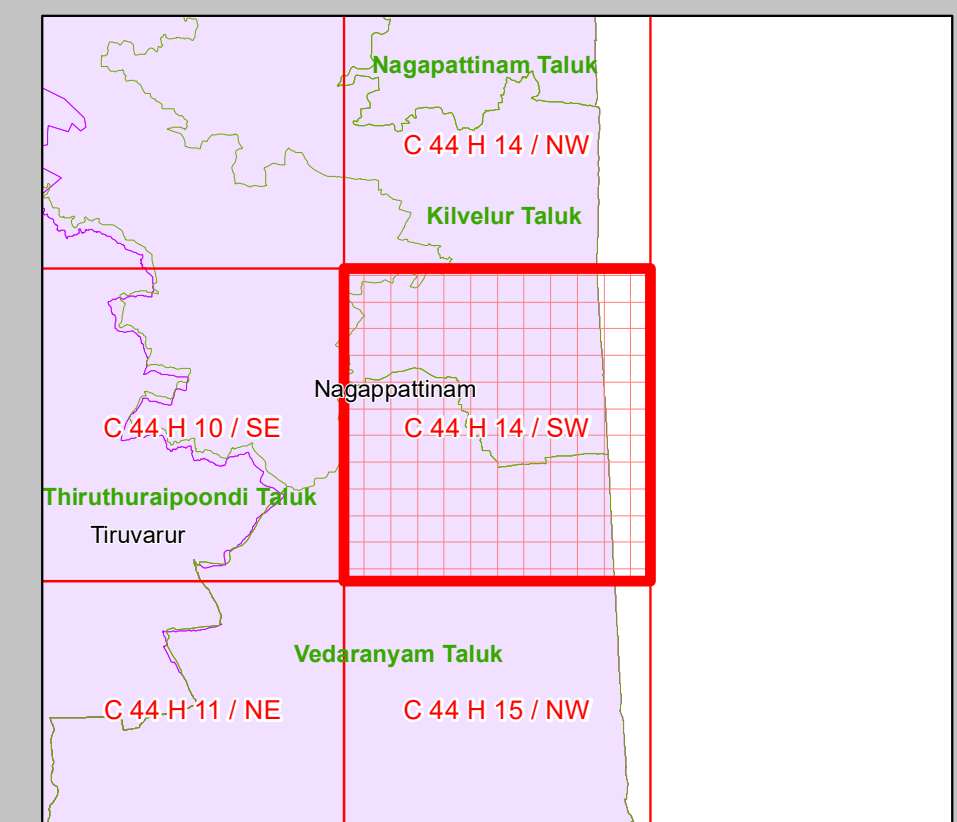 Nagapattinam Taluk
C 44 H 14 / NW
Kilvelur Taluk
Nagappattinam
C 44 H 10 / SE
C 44 H 14 / SW
Thiruthuraipoondi Taluk
Tiruvarur
Vedaranyam Taluk
C 44 H 11 / NE
C 44 H 15 / NW